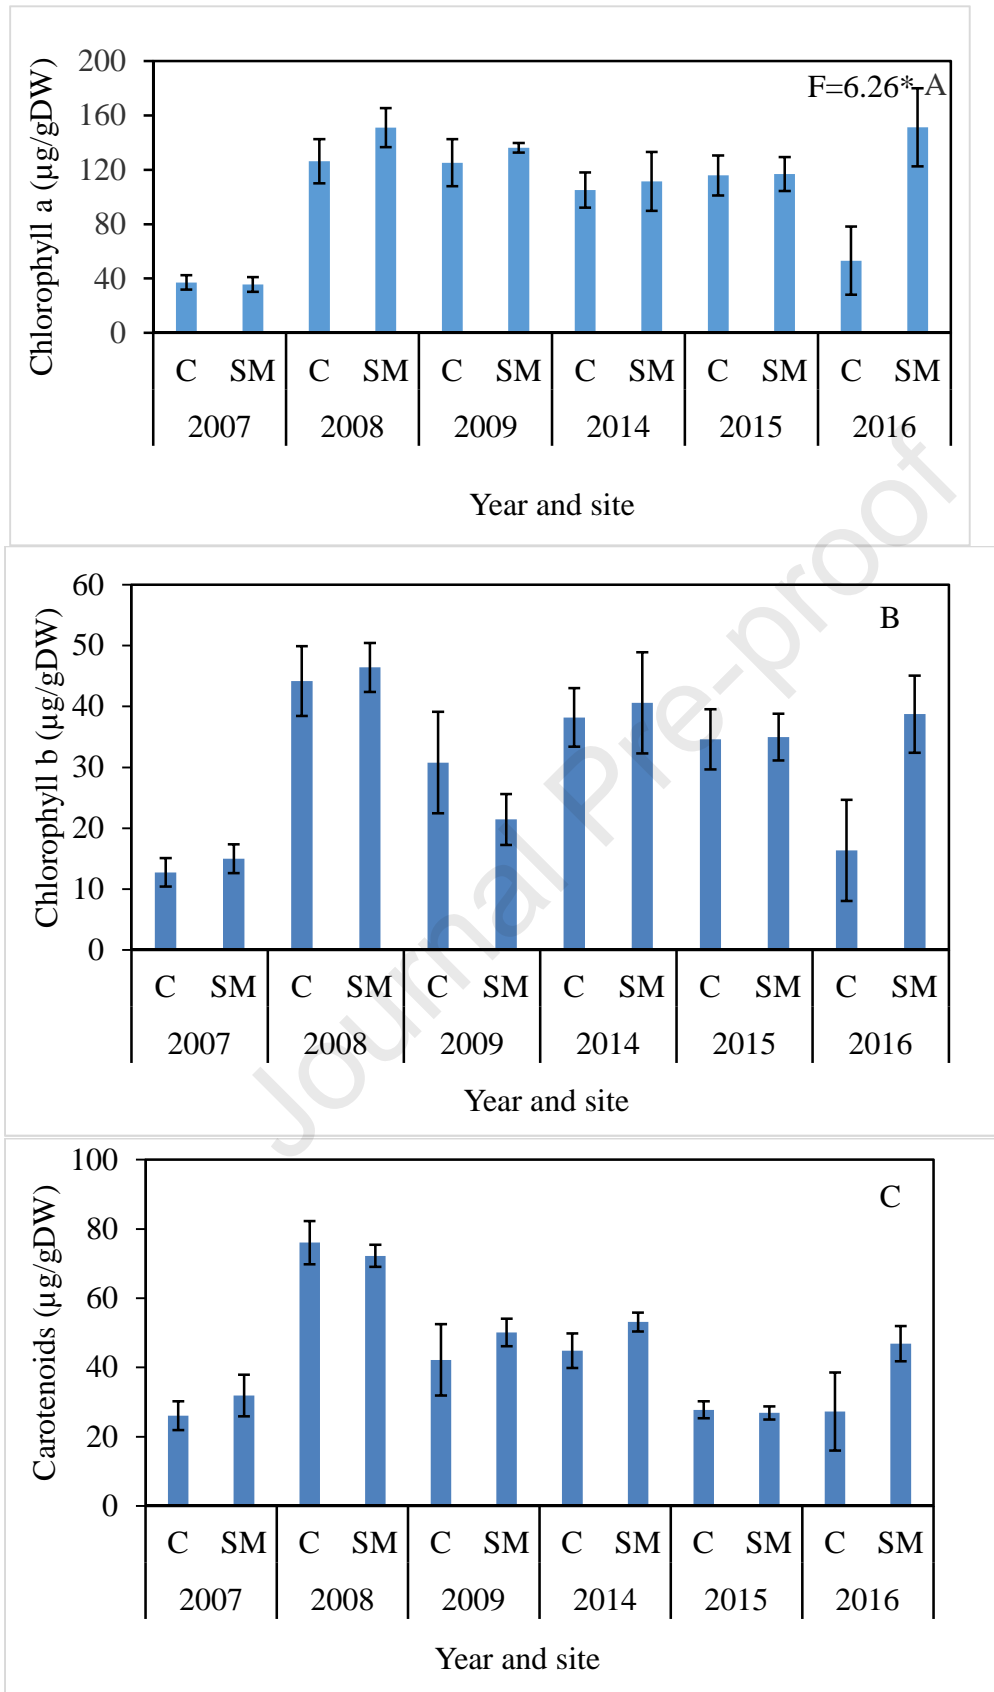 200
160
120
80
40
0
Chlorophyll a (µg/gDW)
F=6.26* A
C SM C SM C SM C SM C SM C SM
2007 2008 2009 2014 2015 2016
Year and site
60
50
40
30
20
10
0
Chlorophyll b (µg/gDW)
B
C SM C SM C SM C SM C SM C SM
2007 2008 2009 2014 2015 2016
Year and site
100
80
60
40
20
0
Carotenoids (µg/gDW)
C
C SM C SM C SM C SM C SM C SM
2007 2008 2009 2014 2015 2016
Year and site
Journal Pre-proof